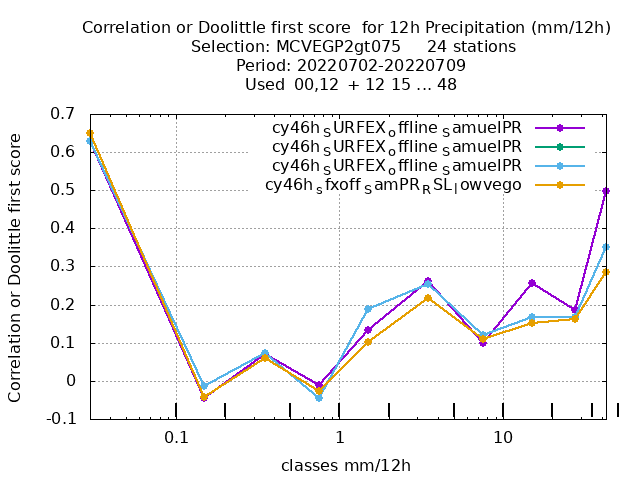 Correlation or Doolittle first score  for 12h Precipitation (mm/12h)
Selection: MCVEGP2gt075     24 stations
Period: 20220702-20220709
Used  00,12  + 12 15 ... 48
Correlation or Doolittle first score
0.7
0.6
0.5
0.4
0.3
0.2
0.1
0
-0.1
cy46h_SURFEX_offline_SamuelPR
cy46h_SURFEX_offline_SamuelPR
cy46h_SURFEX_offline_SamuelPR
cy46h_sfxoff_SamPR_RSL_lowvego
0.1 1 10
classes mm/12h